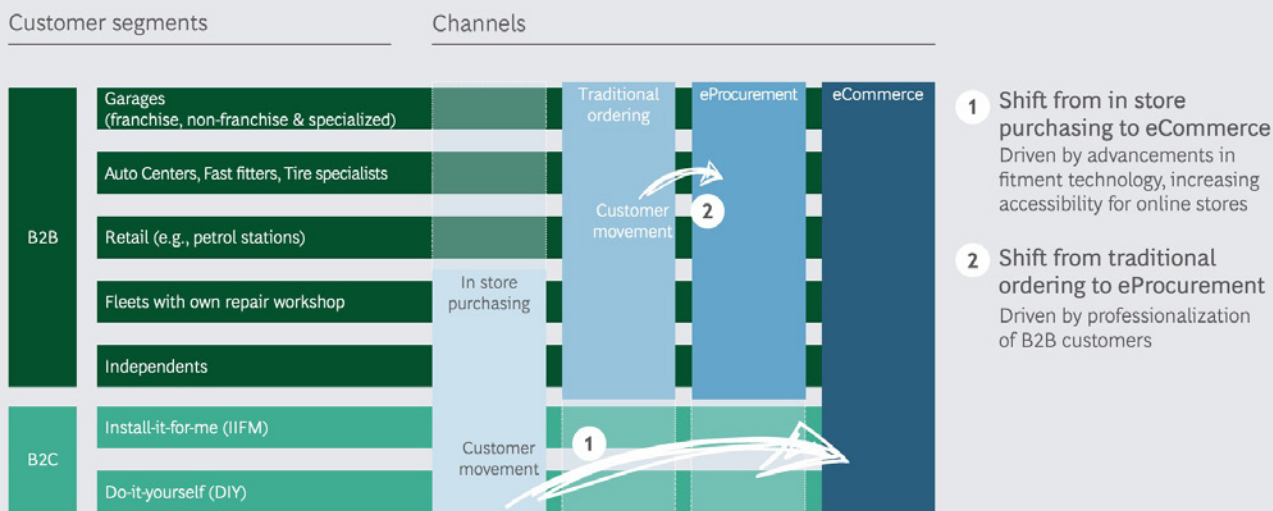 Customer segments
Channels
B2B
Garages
(franchise, non-franchise & specialized)
Auto Centers, Fast fitters, Tire specialists
Retail (e.g., petrol stations)
Fleets with own repair workshop
Independents
B2C
Install-it-for-me (IIFM)
Do-it-yourself (DIY)
In store
purchasing
Customer
movement
1
Traditional
ordering
Customer
movement
2
eProcurement
eCommerce
1
Shift from in store
purchasing to eCommerce
Driven by advancements in
fitment technology, increasing
accessibility for online stores
2
Shift from traditional
ordering to eProcurement
Driven by professionalization
of B2B customers